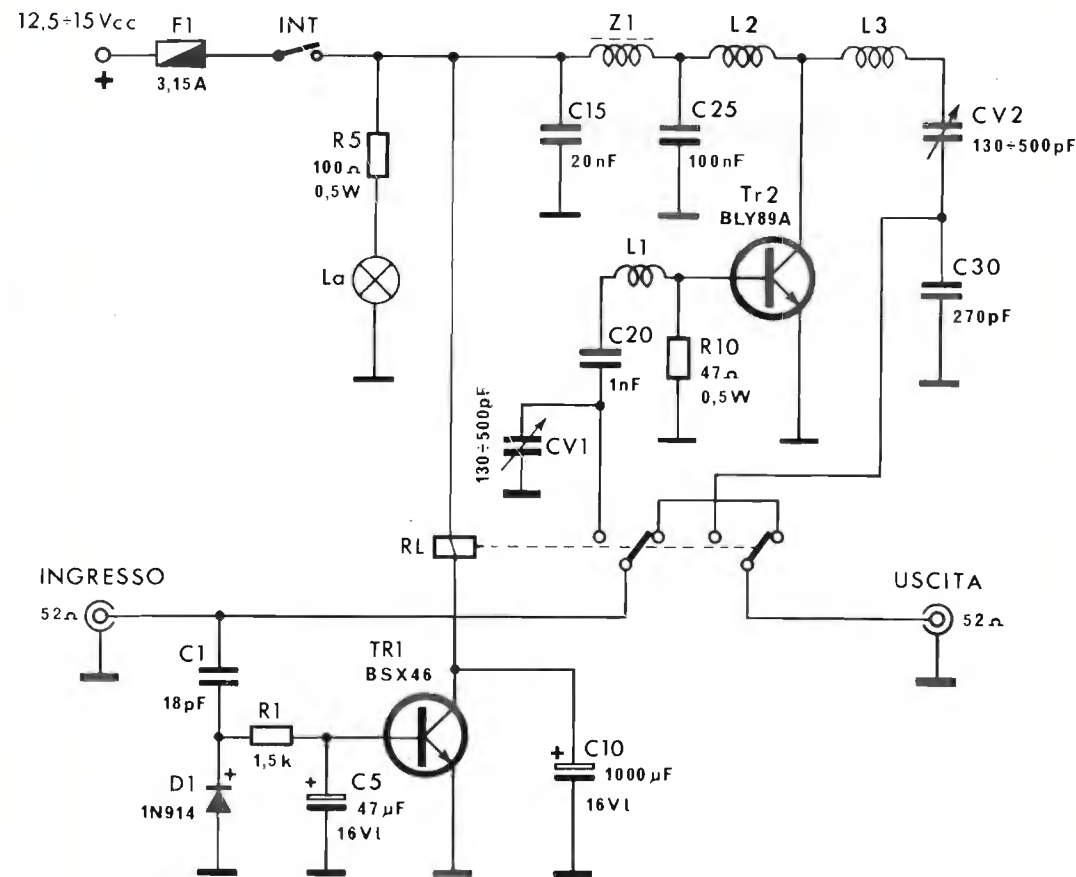 12,5÷15 Vcc
F1
INT
Z1
L2
L3
+
3,15A
C15
20nF
C25
100nF
CV2
130÷500pF
R5
100Ω
0,5W
Tr2
BLY89A
L1
La
C20
1nF
R10
47Ω
0,5W
C30
270pF
130÷500pF
CV1
RL
INGRESSO
52Ω
USCITA
52Ω
C1
18pF
TR1
BSX46
R1
1,5k
D1
+
1N914
+
C5
47µF
16Vl
+
C10
1000µF
16Vl